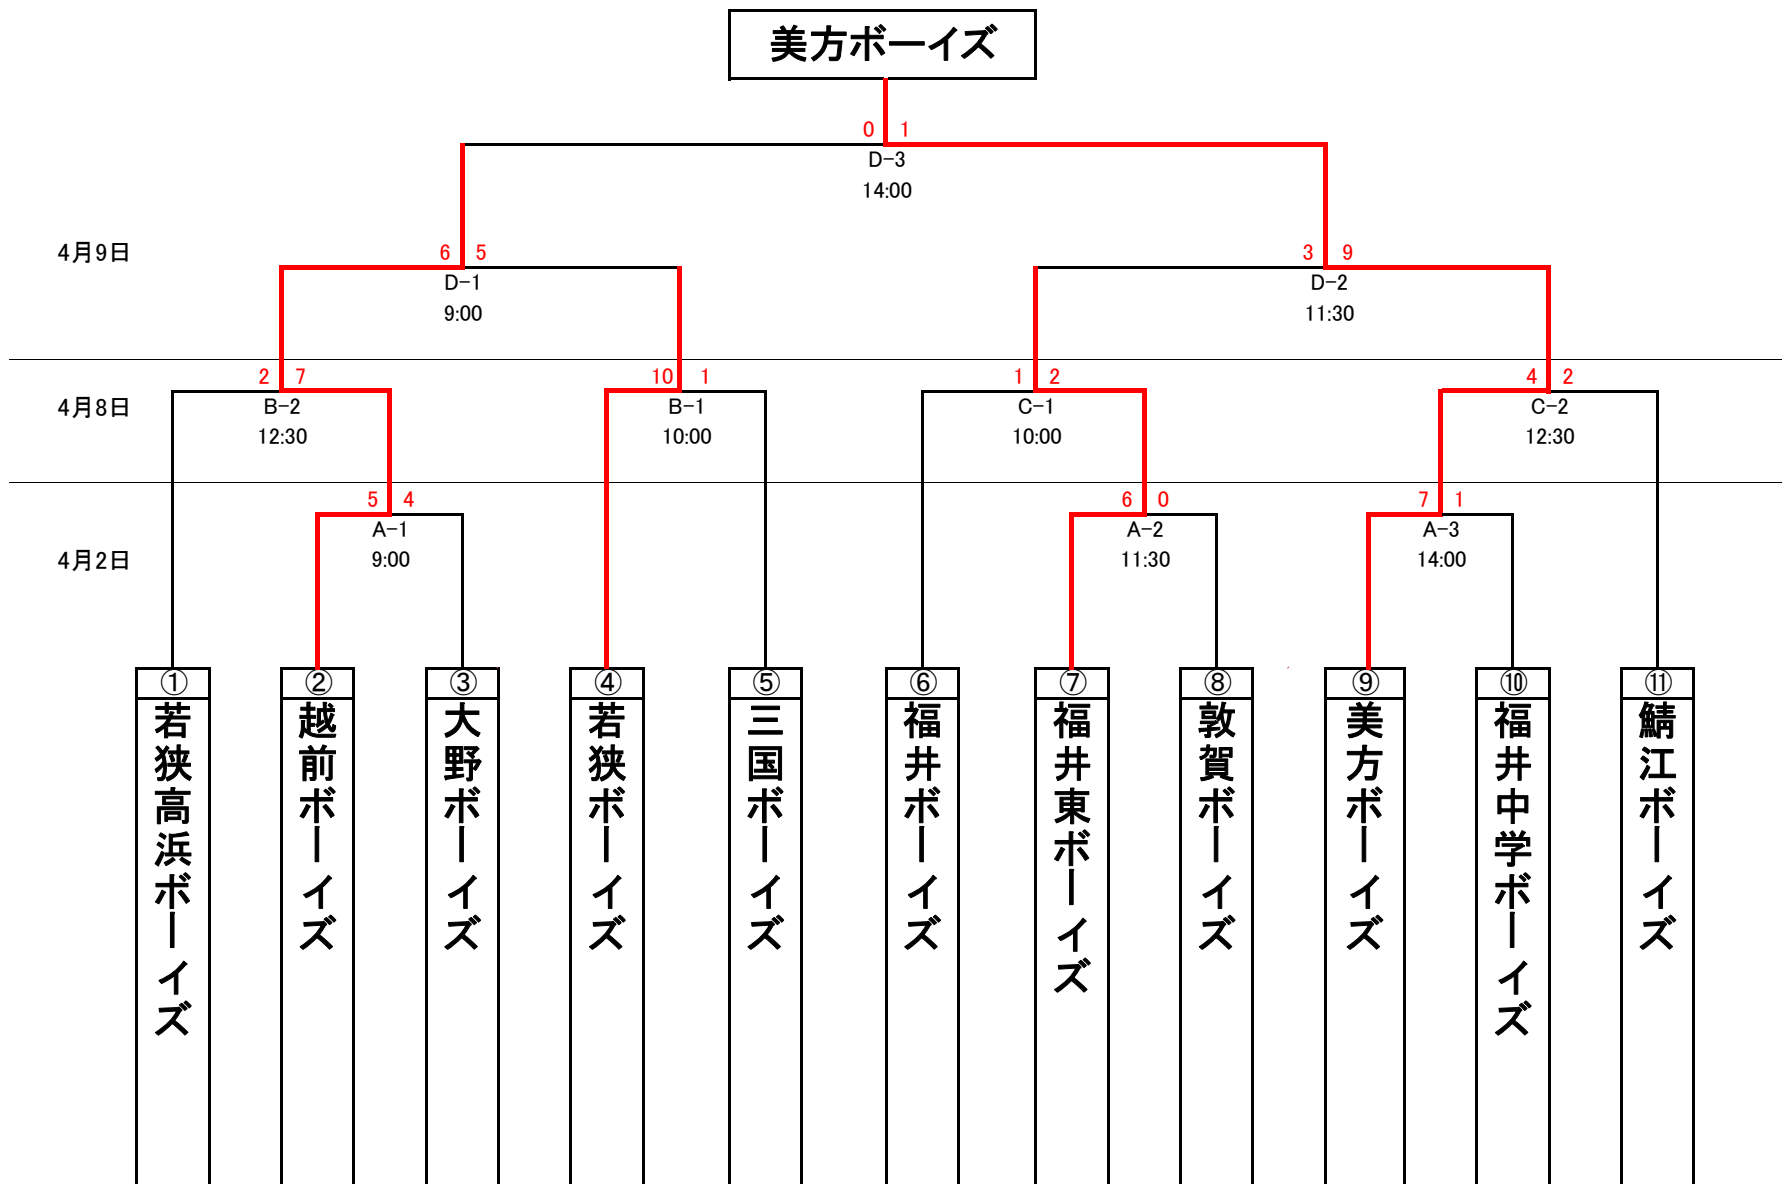 美方ボーイズ
0 1
D-3
14:00
4月9日
6 5
3 9
D-1
D-2
9:00
11:30
2 7
10 1
1 2
4 2
4月8日
B-2
B-1
C-1
C-2
12:30
10:00
10:00
12:30
5 4
6 0
7 1
A-1
A-2
A-3
4月2日
9:00
11:30
14:00
①
若狭高浜ボーイズ
②
越前ボーイズ
③
大野ボーイズ
④
若狭ボーイズ
⑤
三国ボーイズ
⑥
福井ボーイズ
⑦
福井東ボーイズ
⑧
敦賀ボーイズ
⑨
美方ボーイズ
⑩
福井中学ボーイズ
⑪
鯖江ボーイズ